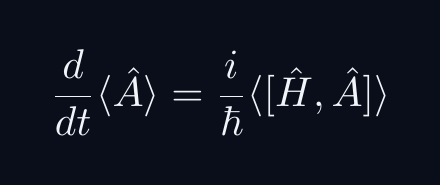 d/dt ⟨Â⟩ = i/ħ ⟨[Ĥ, Â]⟩